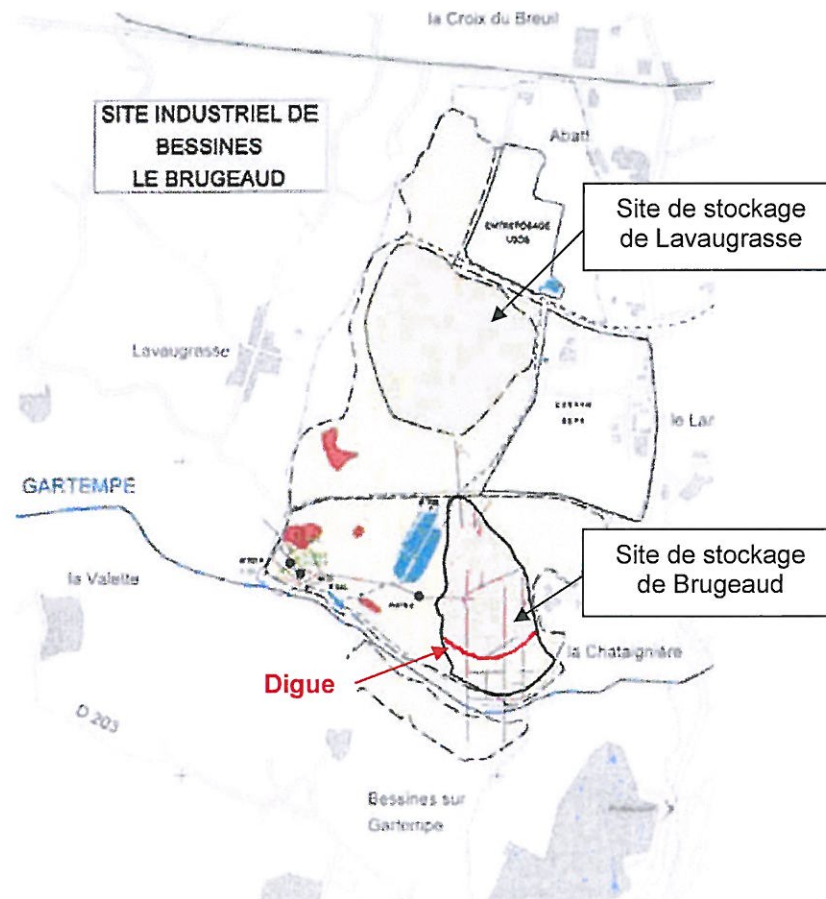 la Croix du Breuil
SITE INDUSTRIEL DE
BESSINES
LE BRUGEAUD
Abatt
ENTREPOSAGE
U3O8
Site de stockage
de Lavaugrasse
Lavaugrasse
le Lar
GARTEMPE
la Valette
Site de stockage
de Brugeaud
la Chataignière
Digue
D 203
Bessines sur
Gartempe